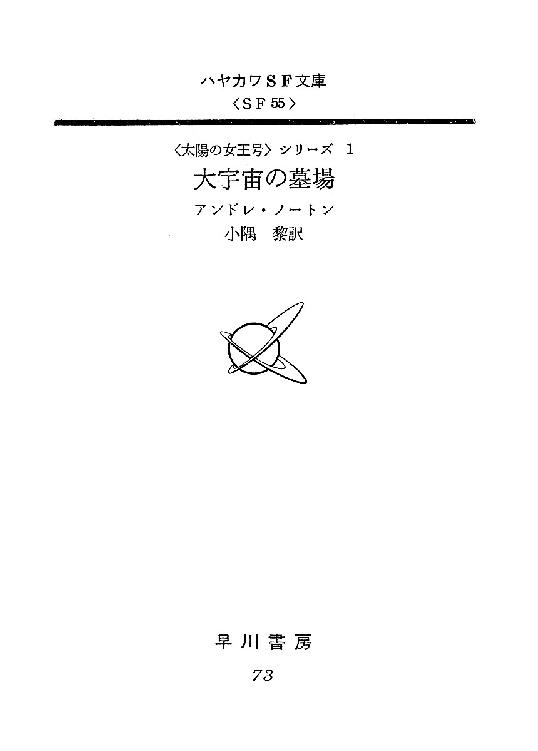 ハヤカワSF文庫
〈SF55〉
〈太陽の女王号〉シリーズ 1
大宇宙の墓場
アンドレ・ノートン
小隅 黎訳
早川書房
73